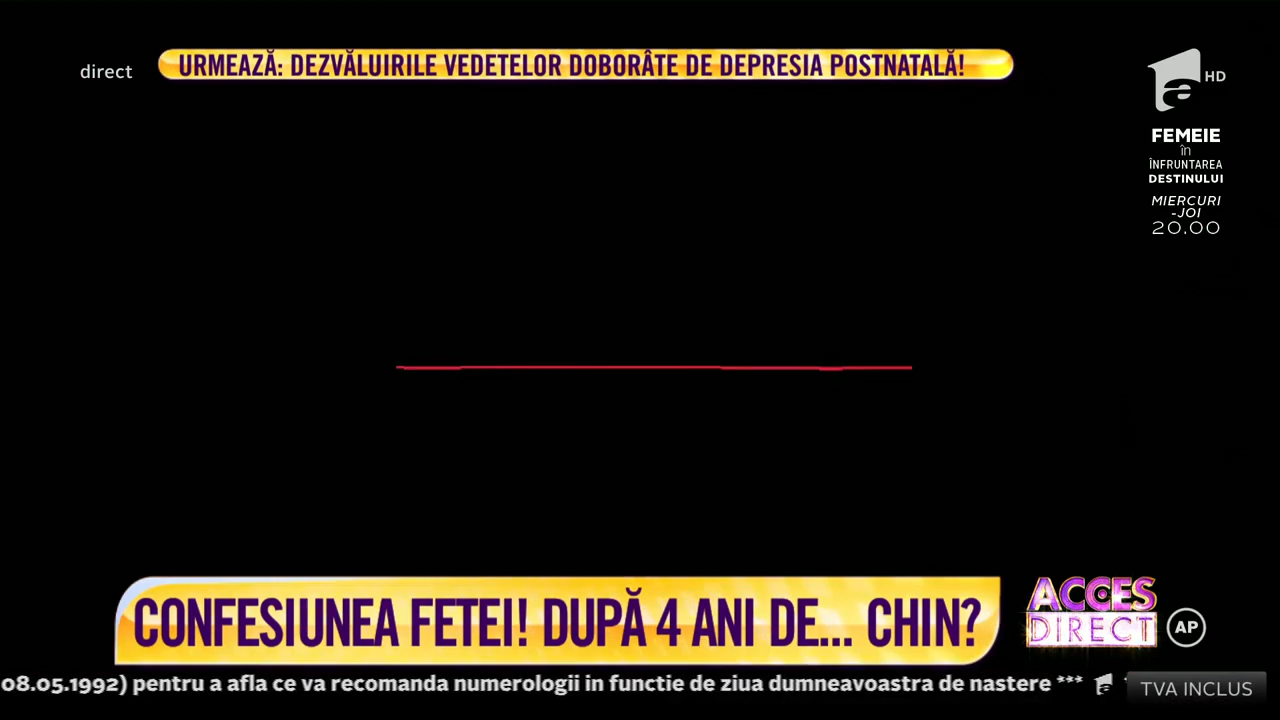 direct
URMEAZĂ: DEZVĂLUIRILE VEDETELOR DOBORÂTE DE DEPRESIA POSTNATALĂ!
a HD
FEMEIE
în
ÎNFRUNTAREA
DESTINULUI
MIERCURI
-JOI
20.00
CONFESIUNEA FETEI! DUPĂ 4 ANI DE... CHIN?
ACCES
DIRECT
AP
08.05.1992) pentru a afla ce va recomanda numerologii in functie de ziua dumneavoastra de nastere ***
TVA INCLUS